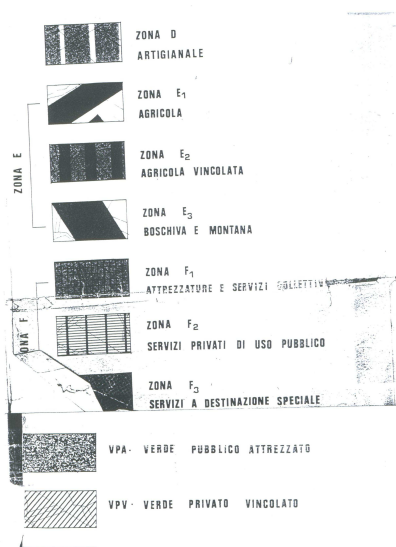 ZONA D
ARTIGIANALE
ZONA E
ZONA E1
AGRICOLA
ZONA E2
AGRICOLA VINCOLATA
ZONA E3
BOSCHIVA E MONTANA
ZONA F
ZONA F1
ATTREZZATURE E SERVIZI COLLETTIVI
ZONA F2
SERVIZI PRIVATI DI USO PUBBLICO
ZONA F3
SERVIZI A DESTINAZIONE SPECIALE
VPA- VERDE PUBBLICO ATTREZZATO
VPV- VERDE PRIVATO VINCOLATO